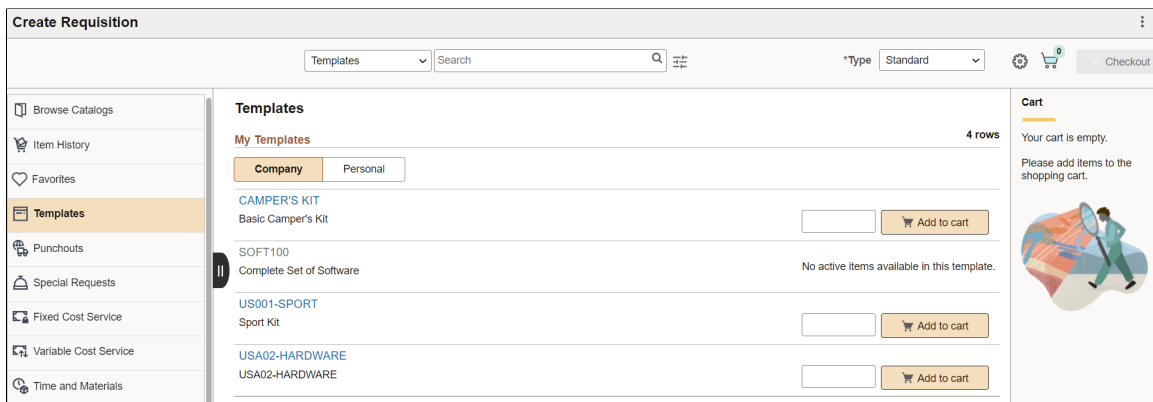 Create Requisition
Templates Search *Type Standard 0 Checkout
Browse Catalogs
Item History
Favorites
Templates
Punchouts
Special Requests
Fixed Cost Service
Variable Cost Service
Time and Materials
Templates
My Templates 4 rows
Company Personal
CAMPER'S KIT
Basic Camper's Kit Add to cart
SOFT100
Complete Set of Software No active items available in this template.
US001-SPORT
Sport Kit Add to cart
USA02-HARDWARE
USA02-HARDWARE Add to cart
Cart
Your cart is empty.
Please add items to the
shopping cart.